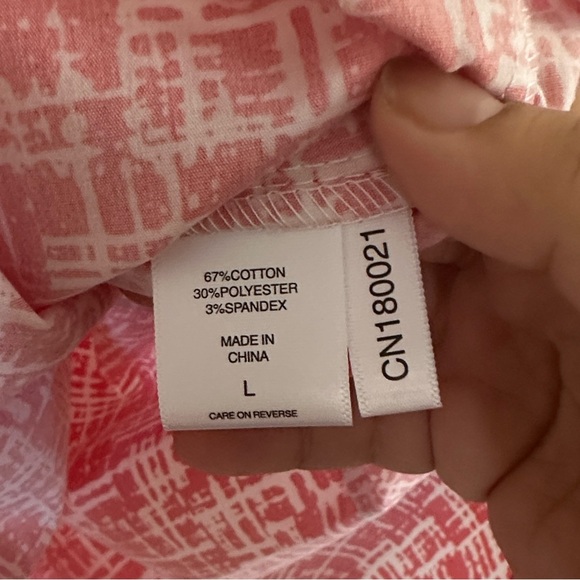 67%COTTON
30%POLYESTER
3%SPANDEX
MADE IN
CHINA
L
CARE ON REVERSE
CN180021